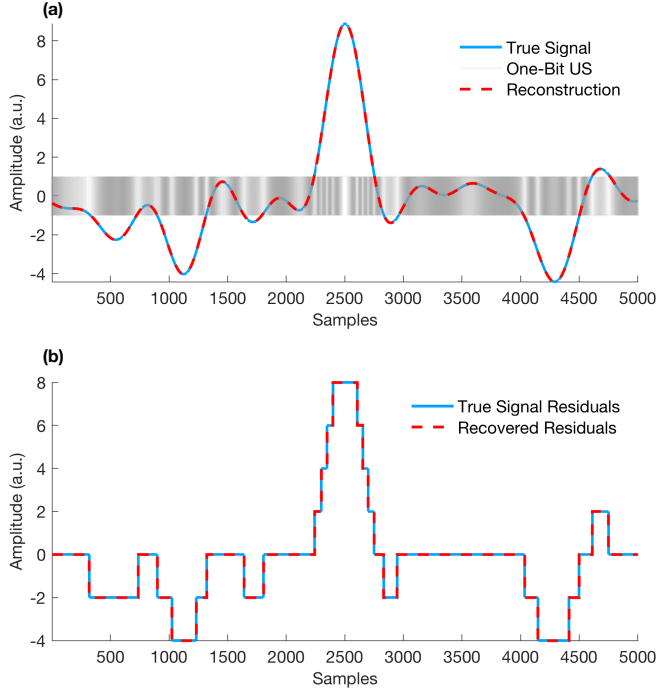 (a)
8
6
4
2
0
-2
-4
Amplitude (a.u.)
True Signal
One-Bit US
Reconstruction
500 1000 1500 2000 2500 3000 3500 4000 4500 5000
Samples
(b)
8
6
4
2
0
-2
-4
Amplitude (a.u.)
True Signal Residuals
Recovered Residuals
500 1000 1500 2000 2500 3000 3500 4000 4500 5000
Samples